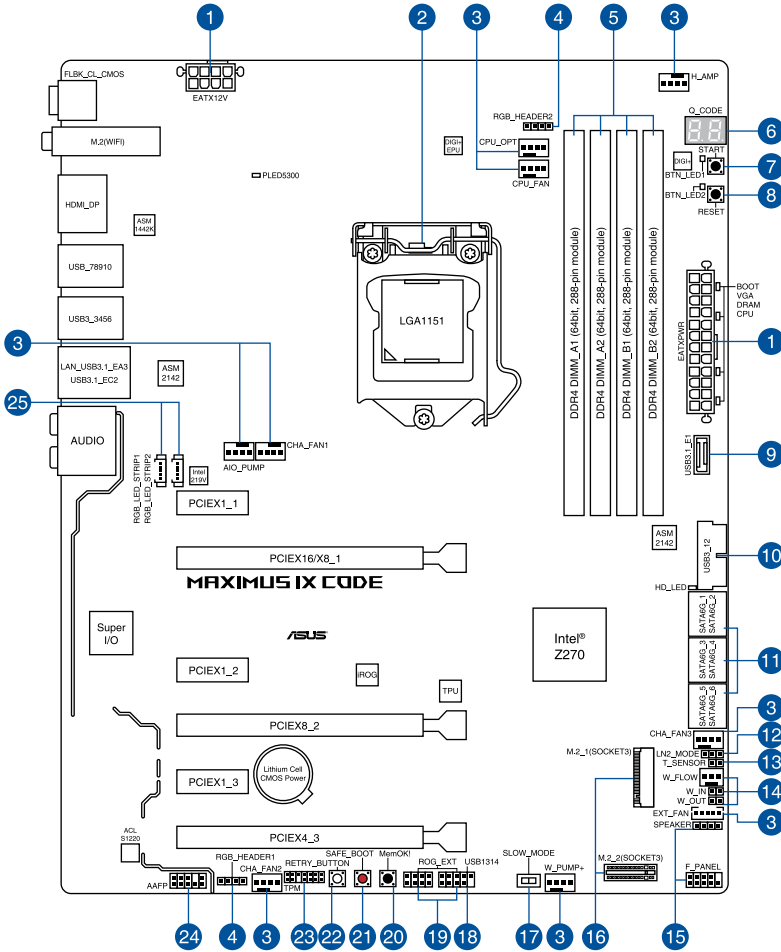 1
2
3
4
5
3
FLBK_CL_CMOS
EATX12V
H_AMP
RGB_HEADER2
Q_CODE
88
6
M.2(WIFI)
DIGI+
EPU
CPU_OPT
START
DIGI+
BTN_LED1
7
PLED5300
CPU_FAN
BTN_LED2
8
RESET
HDMI_DP
ASM
1442K
USB_78910
USB3_3456
LGA1151
DDR4 DIMM_A1 (64bit, 288-pin module)
DDR4 DIMM_A2 (64bit, 288-pin module)
DDR4 DIMM_B1 (64bit, 288-pin module)
DDR4 DIMM_B2 (64bit, 288-pin module)
EATXPWR
BOOT
VGA
DRAM
CPU
1
3
LAN_USB3.1_EA3
USB3.1_EC2
ASM
2142
25
AUDIO
RGB_LED_STRIP1
RGB_LED_STRIP2
Intel
219V
AIO_PUMP
CHA_FAN1
USB3.1_E1
9
PCIEX1_1
ASM
2142
USB3_12
10
PCIEX16/X8_1
MAXIMUS IX CODE
HD_LED
Super
I/O
ASUS
Intel®
Z270
SATA6G_1
SATA6G_2
SATA6G_3
SATA6G_4
SATA6G_5
SATA6G_6
11
PCIEX1_2
iROG
TPU
3
PCIEX8_2
CHA_FAN3
12
M.2_1(SOCKET3)
LN2_MODE
T_SENSOR
13
PCIEX1_3
Lithium Cell
CMOS Power
W_FLOW
W_IN
W_OUT
14
EXT_FAN
3
SPEAKER
ACL
S1220
PCIEX4_3
RGB_HEADER1
CHA_FAN2
RETRY_BUTTON
SAFE_BOOT
MemOK!
ROG_EXT
USB1314
SLOW_MODE
W_PUMP+
M.2_2(SOCKET3)
F_PANEL
AAFP
TPM
24
4
3
23
22
21
20
19
18
17
3
16
15